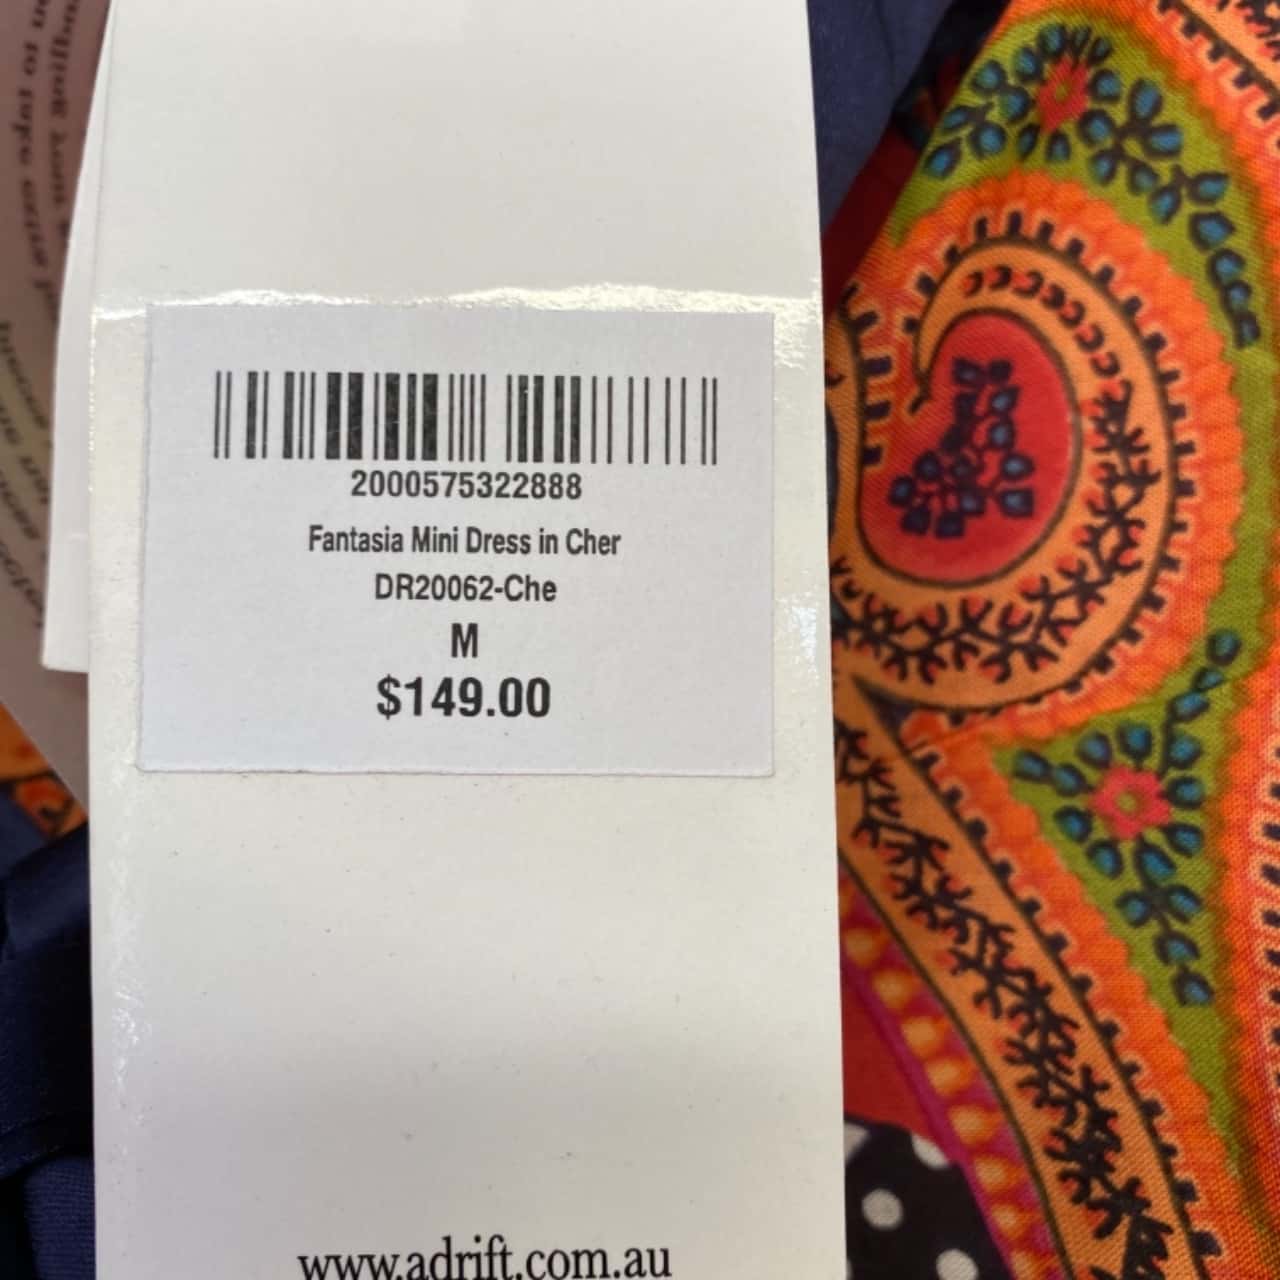 2000575322888
Fantasia Mini Dress in Cher
DR20062-Che
M
$149.00
www.adrift.com.au